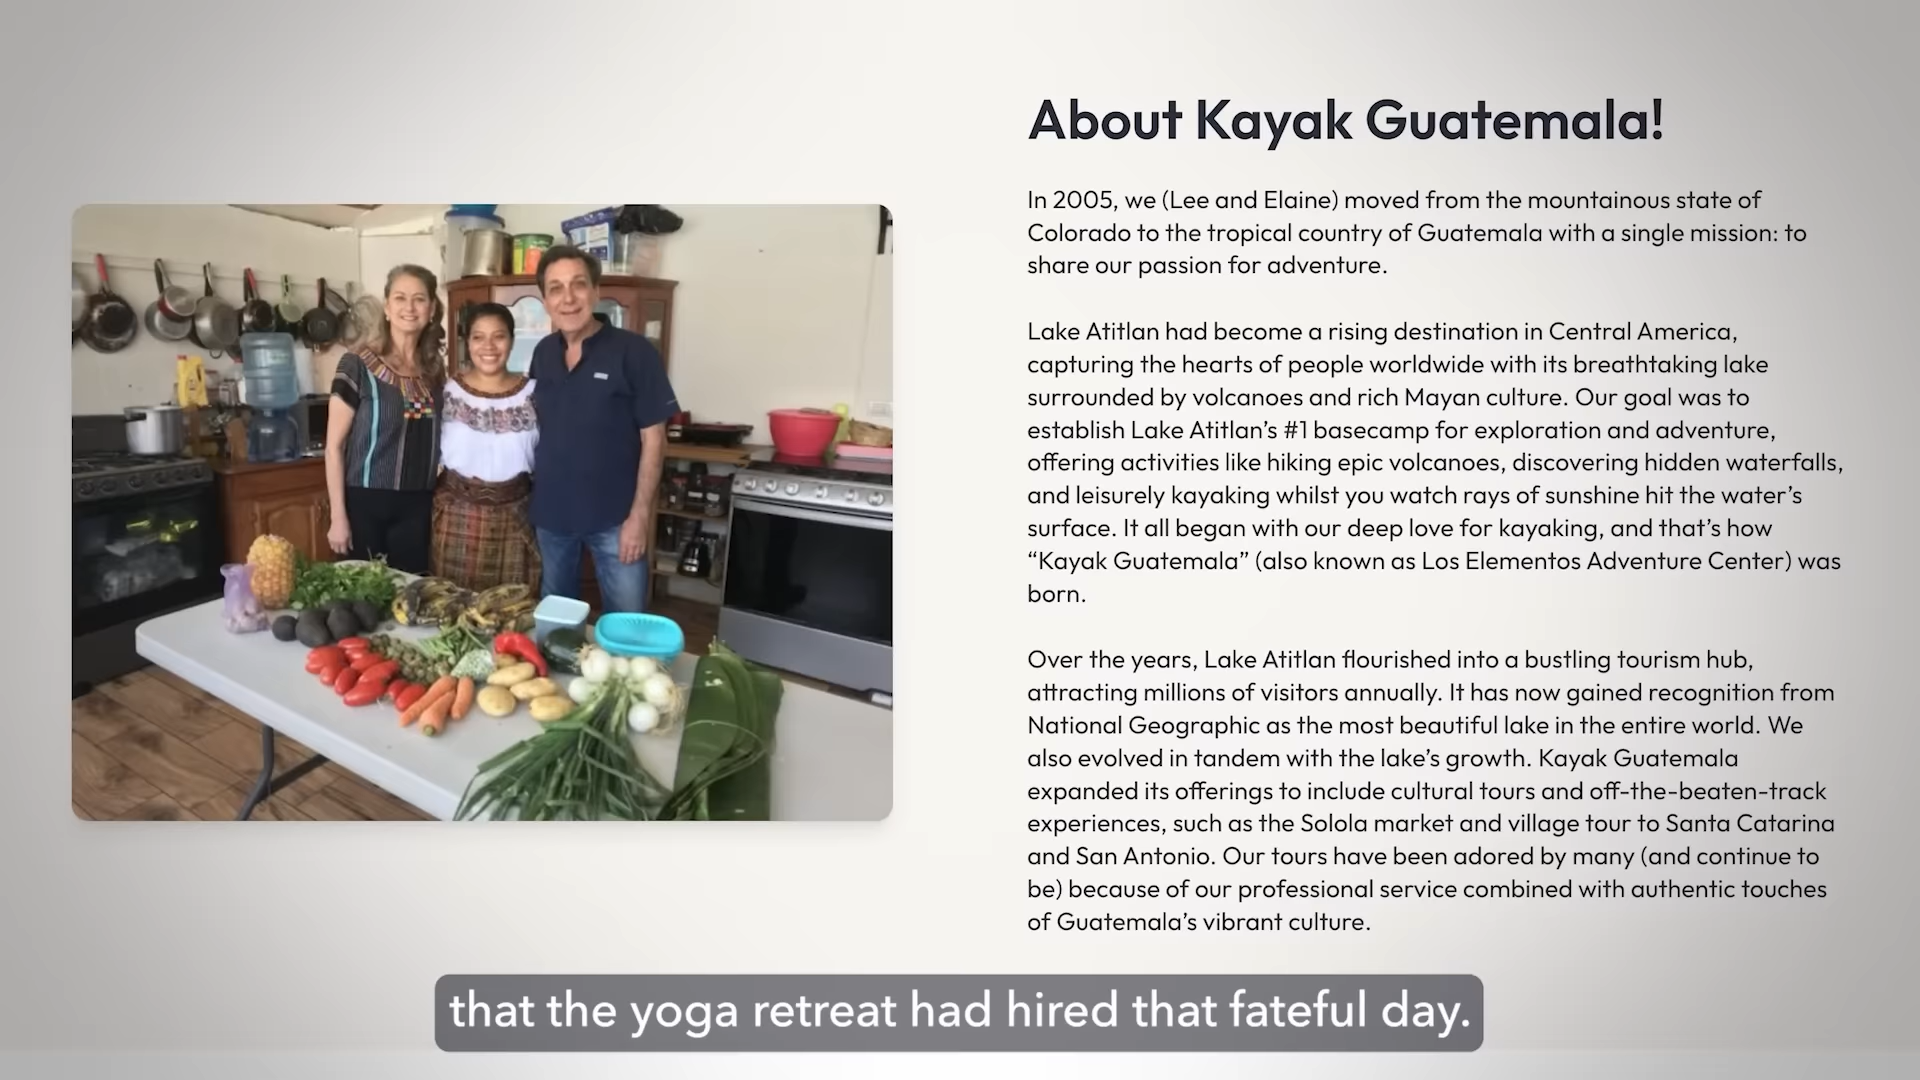 About Kayak Guatemala!
In 2005, we (Lee and Elaine) moved from the mountainous state of
Colorado to the tropical country of Guatemala with a single mission: to
share our passion for adventure.
Lake Atitlan had become a rising destination in Central America,
capturing the hearts of people worldwide with its breathtaking lake
surrounded by volcanoes and rich Mayan culture. Our goal was to
establish Lake Atitlan’s #1 basecamp for exploration and adventure,
offering activities like hiking epic volcanoes, discovering hidden waterfalls,
and leisurely kayaking whilst you watch rays of sunshine hit the water’s
surface. It all began with our deep love for kayaking, and that’s how
“Kayak Guatemala” (also known as Los Elementos Adventure Center) was
born.
Over the years, Lake Atitlan flourished into a bustling tourism hub,
attracting millions of visitors annually. It has now gained recognition from
National Geographic as the most beautiful lake in the entire world. We
also evolved in tandem with the lake’s growth. Kayak Guatemala
expanded its offerings to include cultural tours and off-the-beaten-track
experiences, such as the Solola market and village tour to Santa Catarina
and San Antonio. Our tours have been adored by many (and continue to
be) because of our professional service combined with authentic touches
of Guatemala’s vibrant culture.
that the yoga retreat had hired that fateful day.